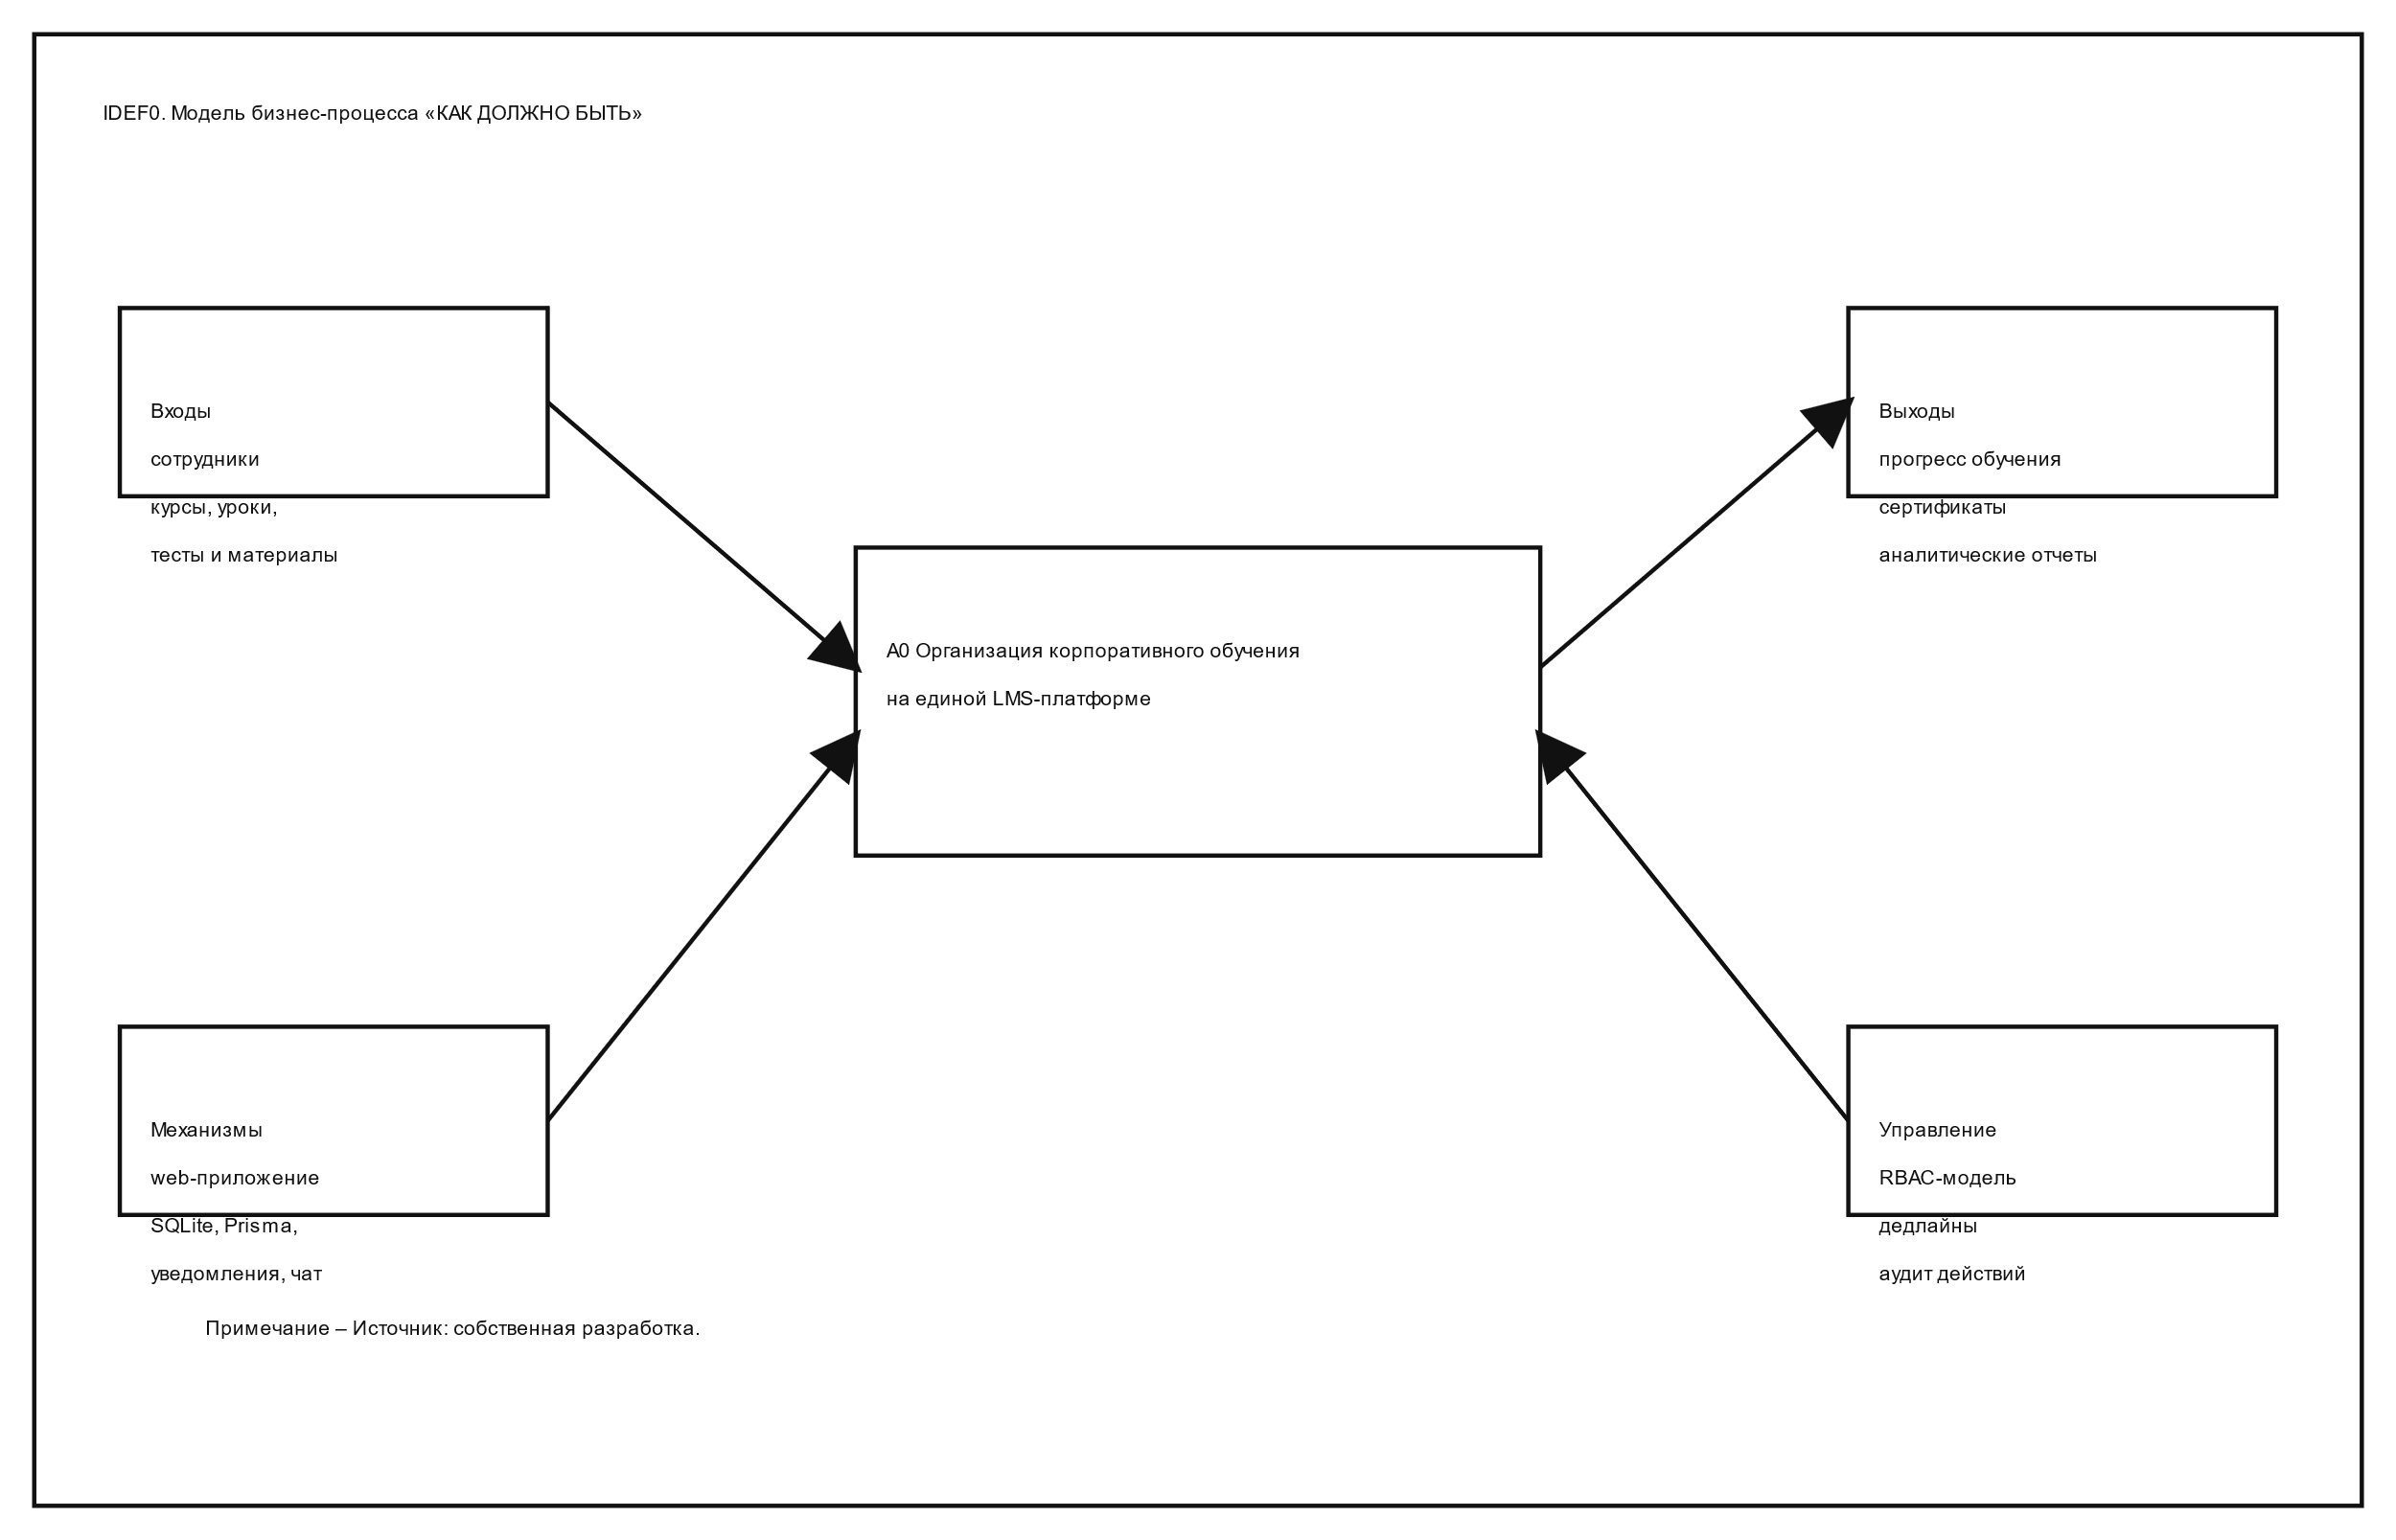 IDEF0. Модель бизнес-процесса «КАК ДОЛЖНО БЫТЬ»
Входы
сотрудники
курсы, уроки,
тесты и материалы
Выходы
прогресс обучения
сертификаты
аналитические отчеты
А0 Организация корпоративного обучения
на единой LMS-платформе
Механизмы
web-приложение
SQLite, Prisma,
уведомления, чат
Управление
RBAC-модель
дедлайны
аудит действий
Примечание – Источник: собственная разработка.